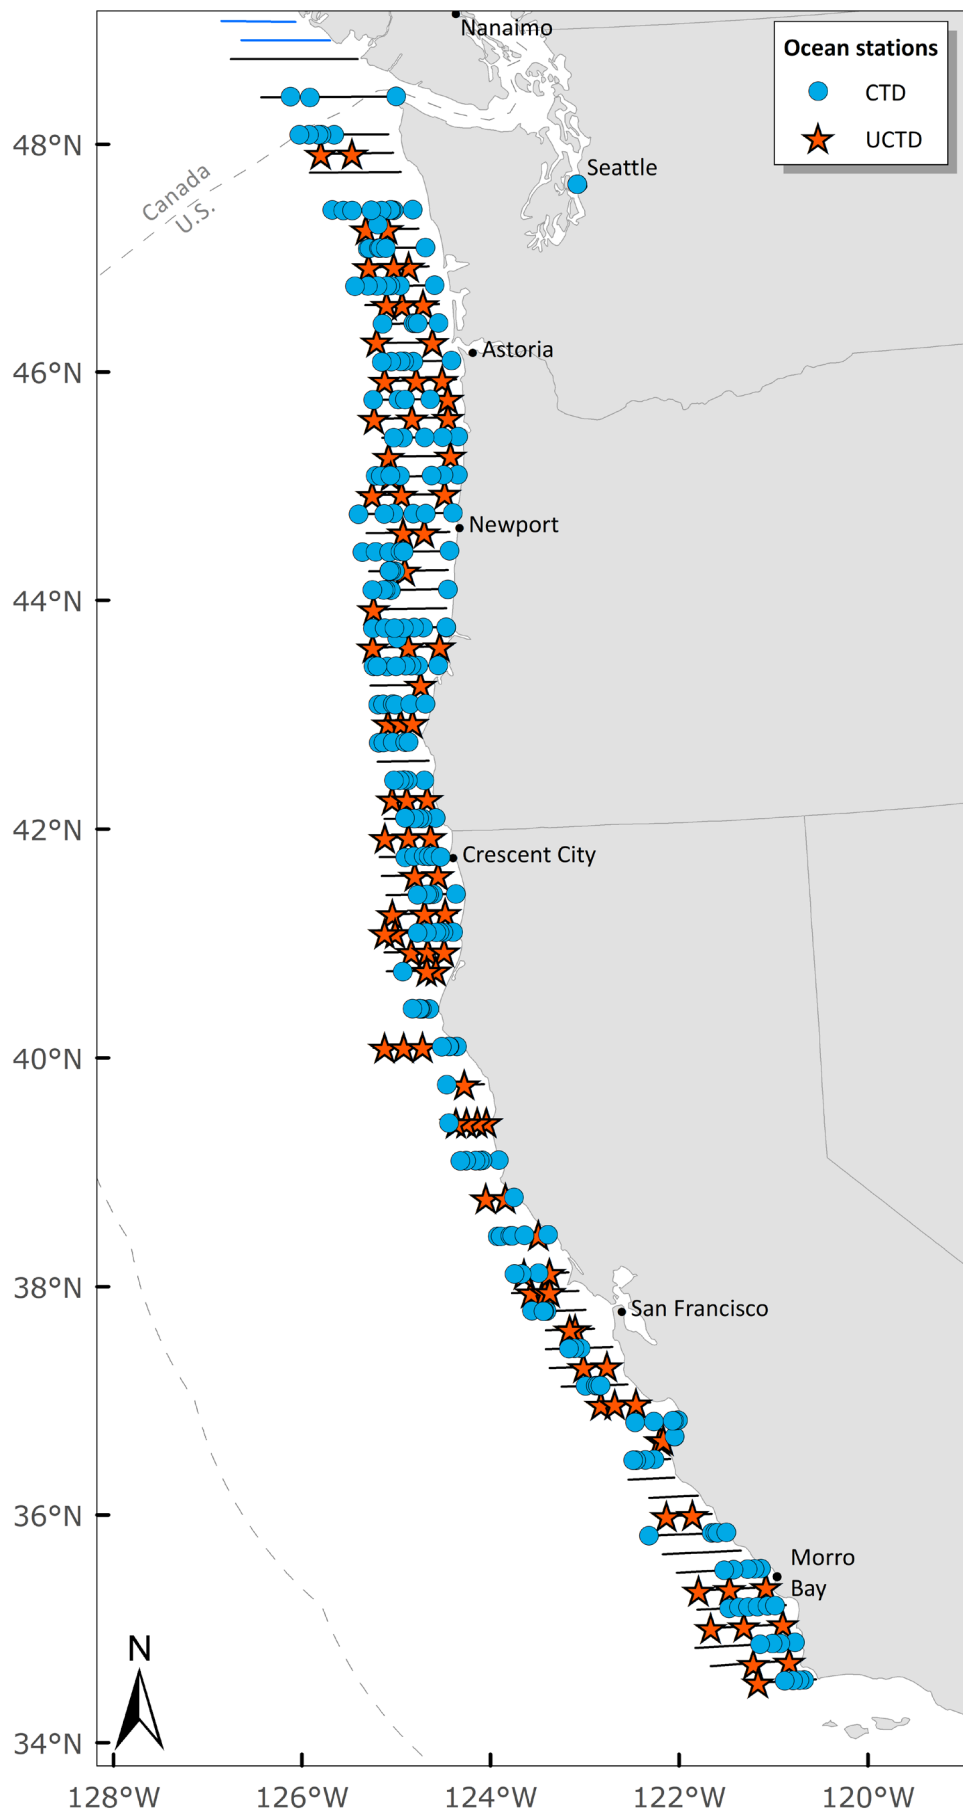 Nanaimo
Ocean stations
CTD
UCTD
48°N
Seattle
Canada
U.S.
Astoria
46°N
Newport
44°N
42°N
Crescent City
40°N
38°N
San Francisco
36°N
Morro
Bay
N
34°N
128°W 126°W 124°W 122°W 120°W